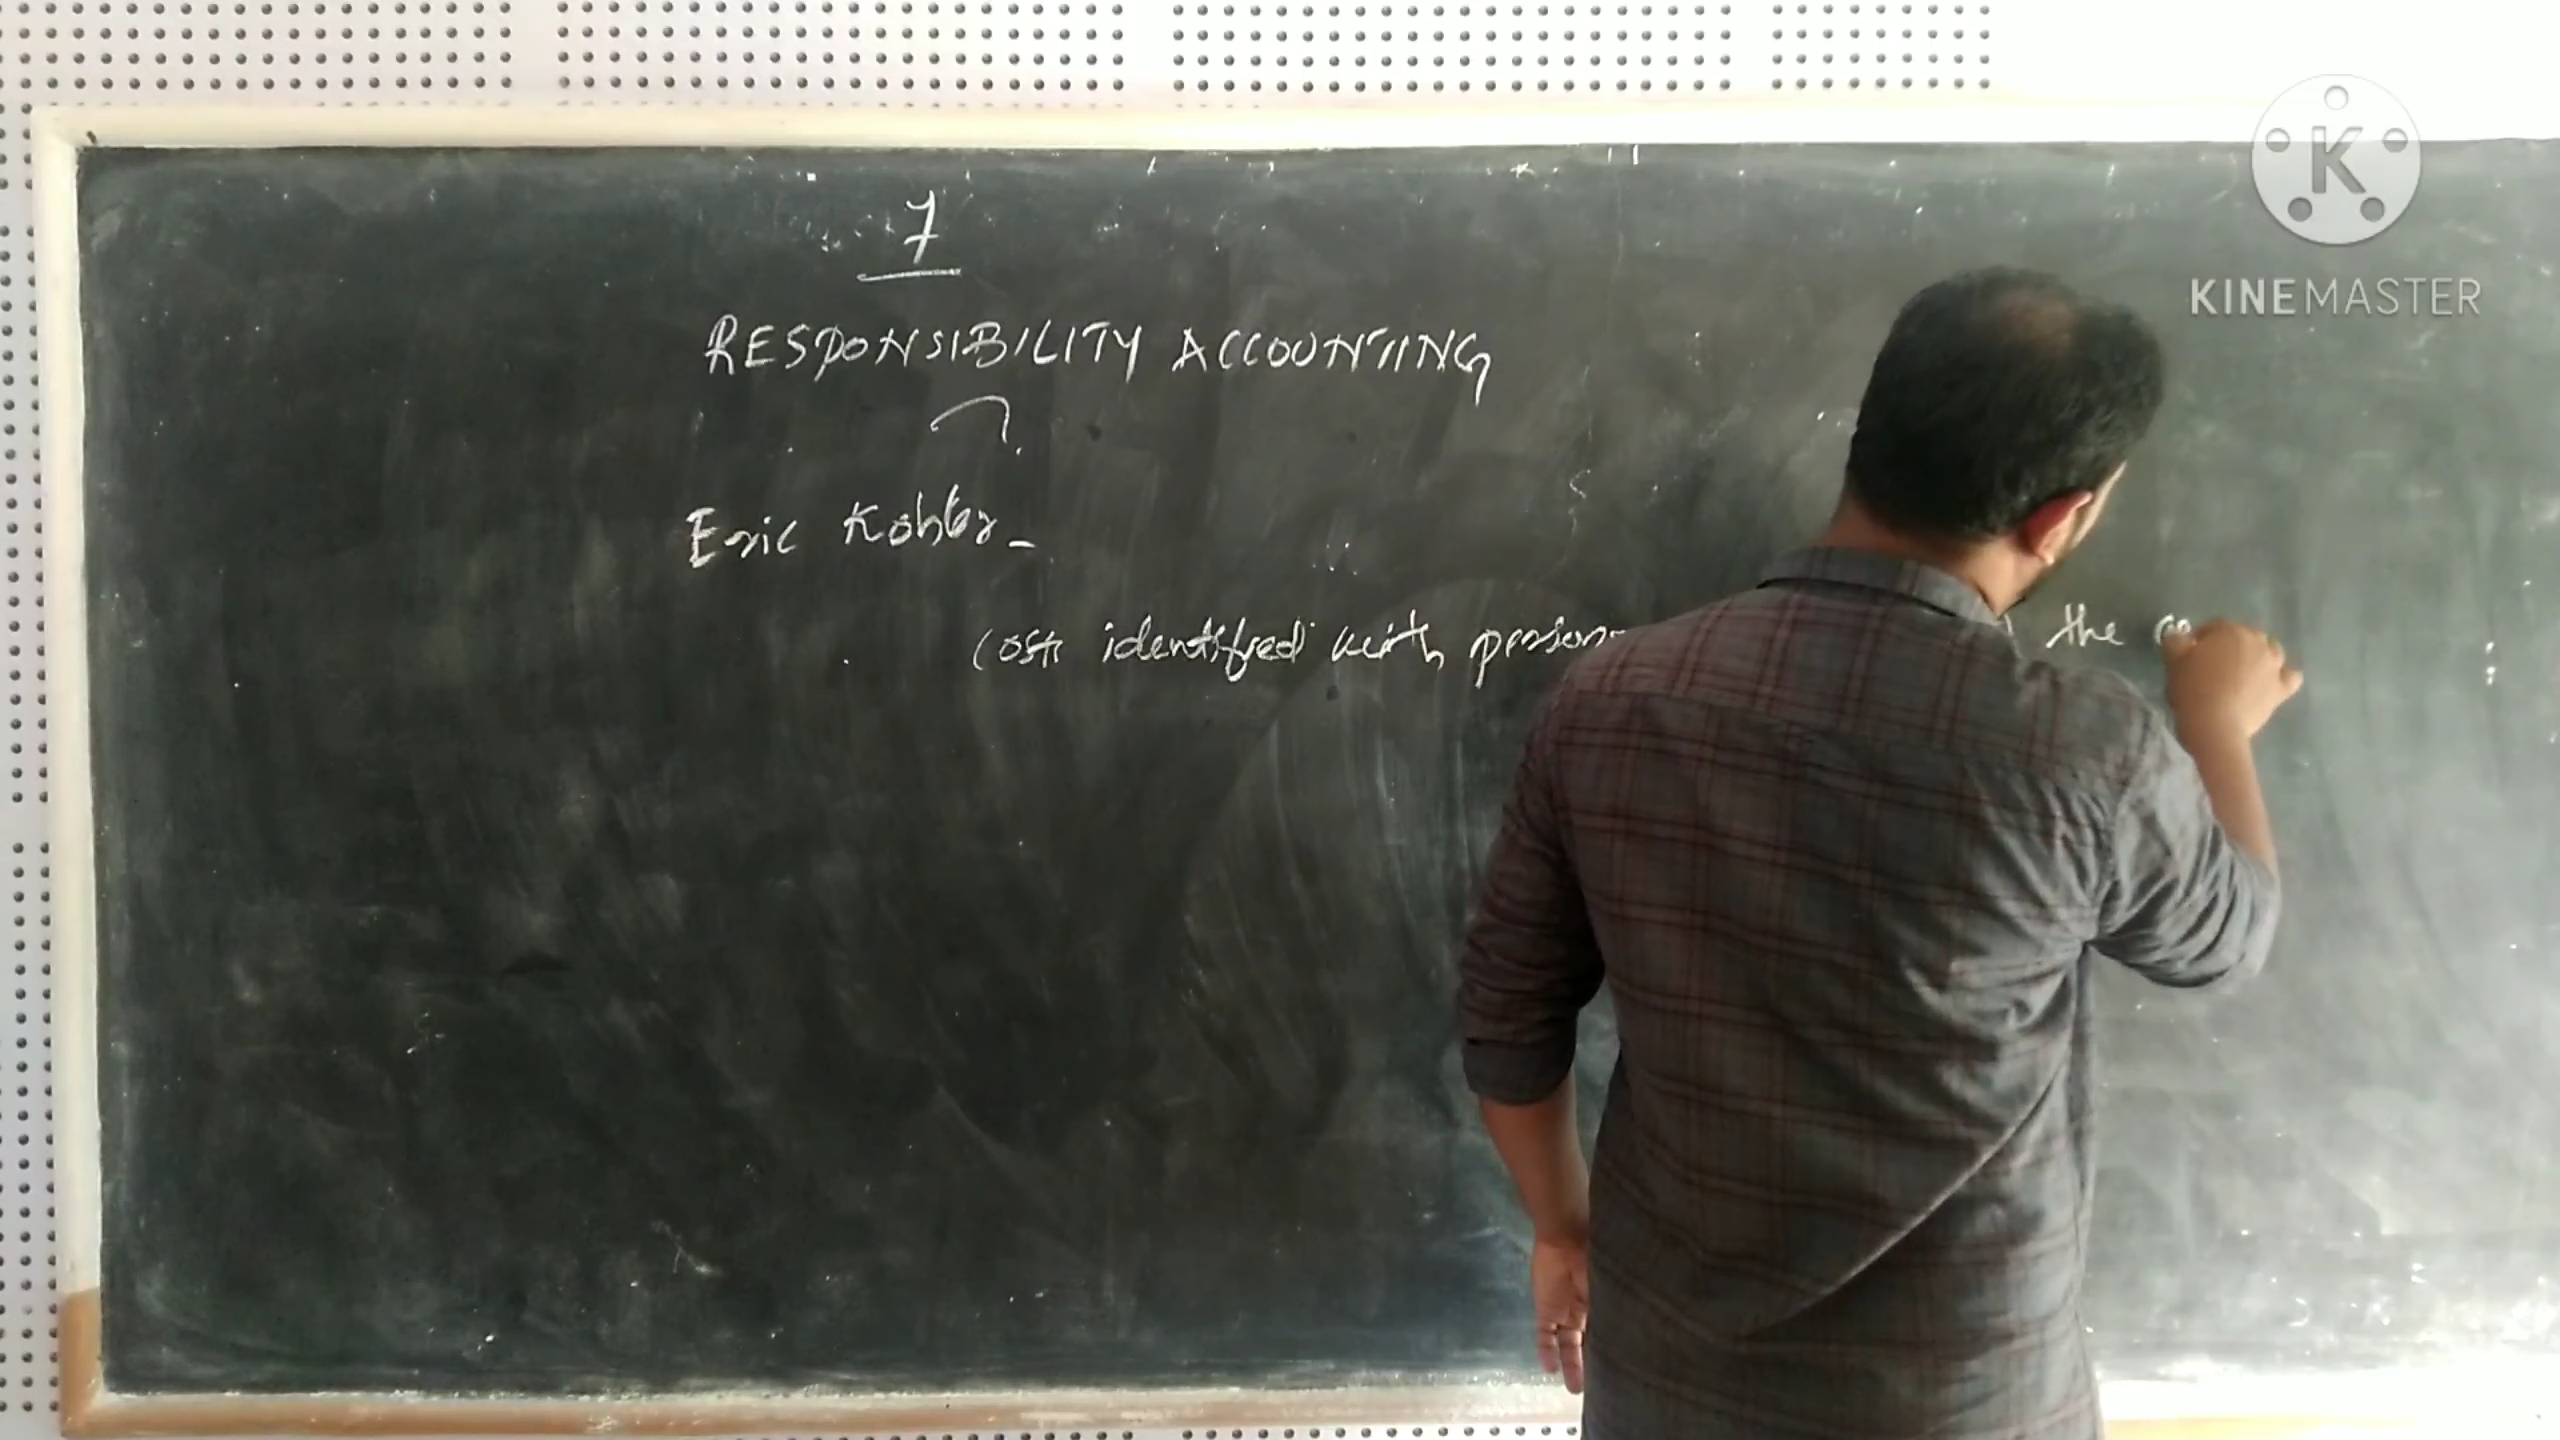 7
RESPONSIBILITY ACCOUNTING
Eric Kohler -
Costs identified with person
the
KINEMASTER